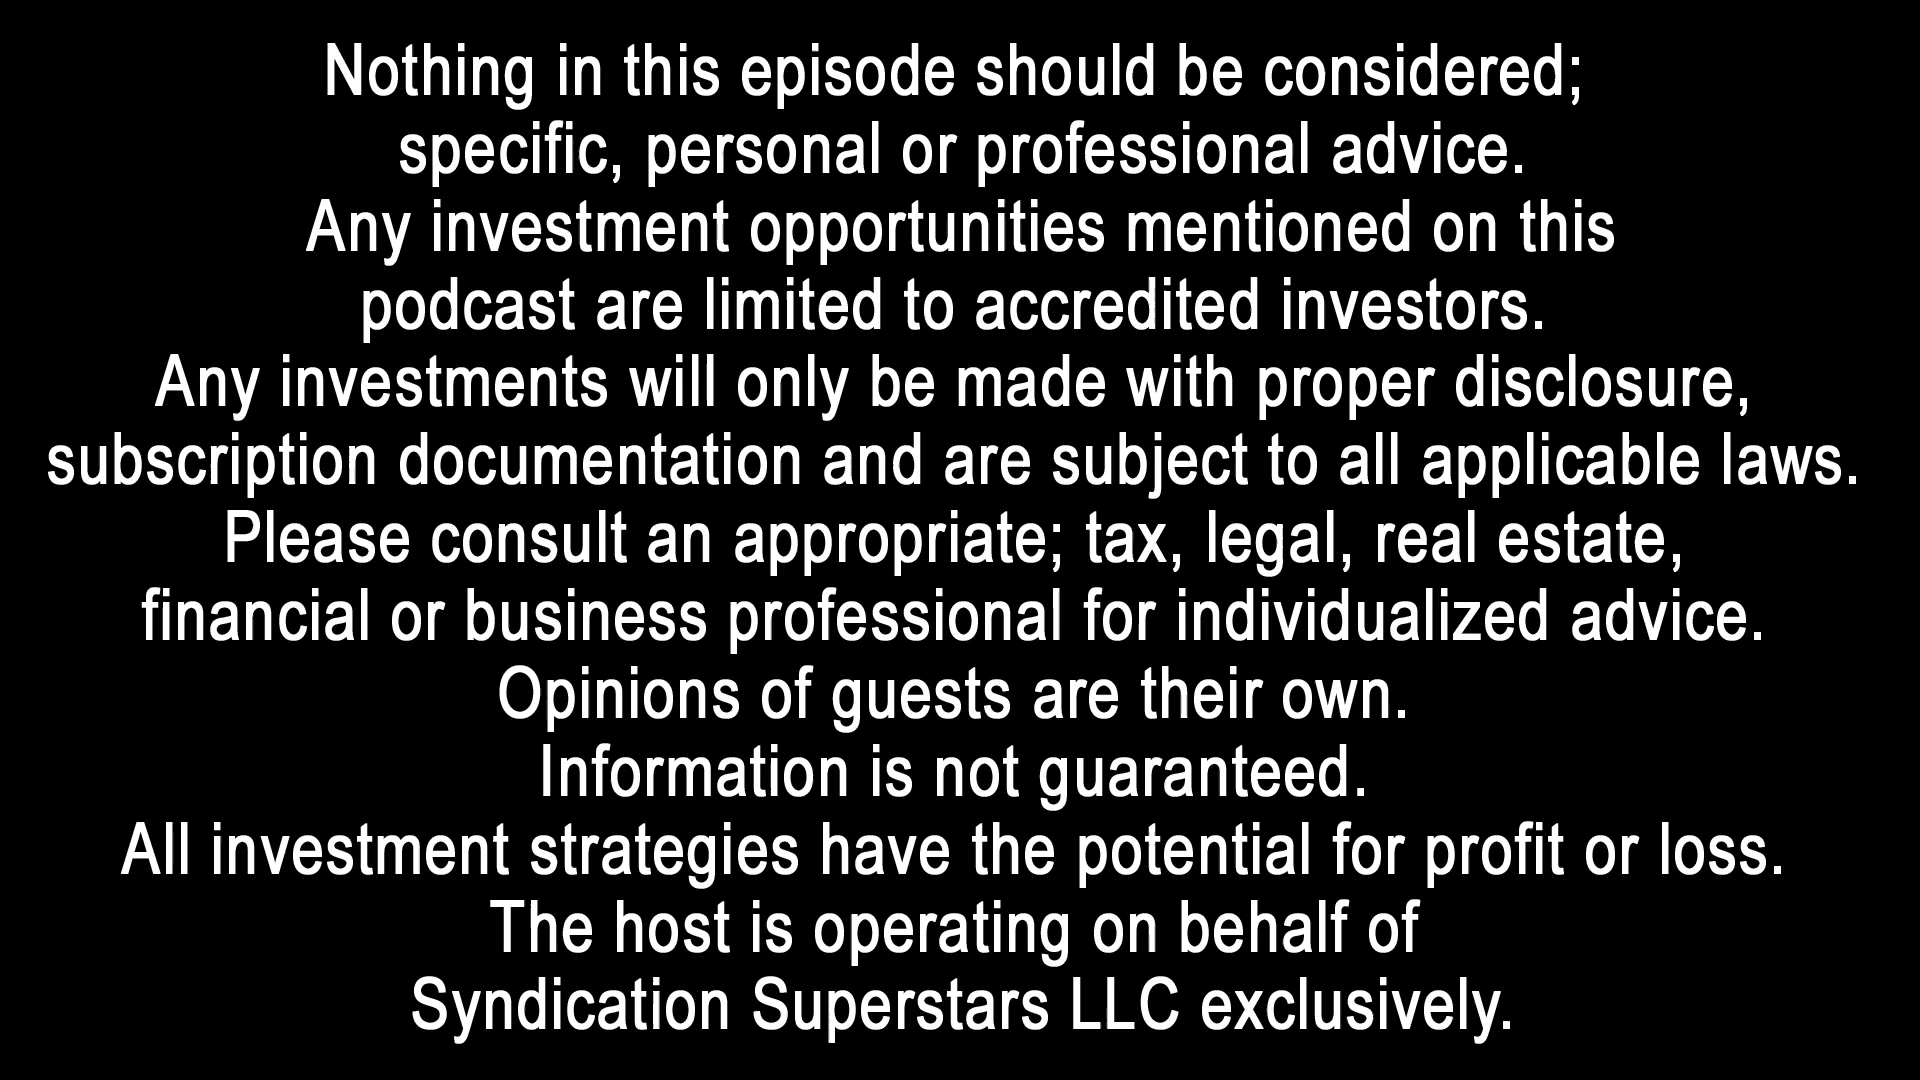 Nothing in this episode should be considered;
specific, personal or professional advice.
Any investment opportunities mentioned on this
podcast are limited to accredited investors.
Any investments will only be made with proper disclosure,
subscription documentation and are subject to all applicable laws.
Please consult an appropriate; tax, legal, real estate,
financial or business professional for individualized advice.
Opinions of guests are their own.
Information is not guaranteed.
All investment strategies have the potential for profit or loss.
The host is operating on behalf of
Syndication Superstars LLC exclusively.